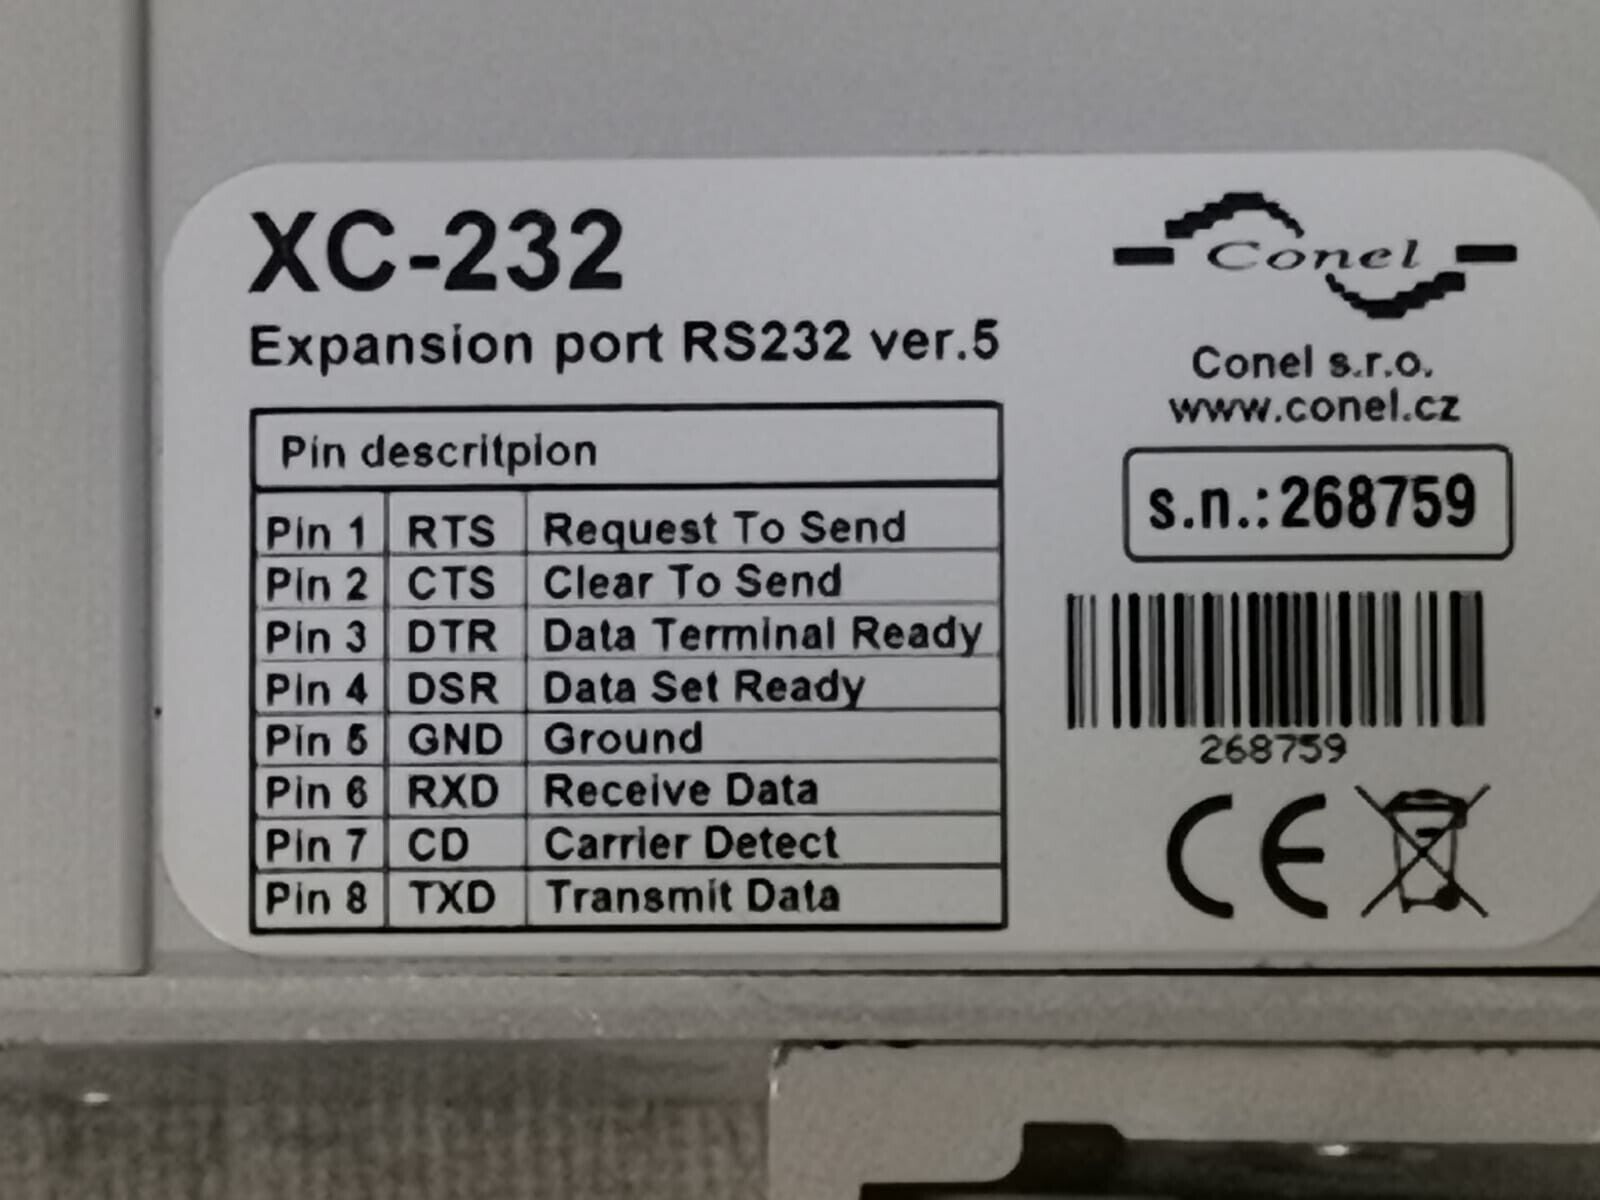 XC-232
Expansion port RS232 ver.5
Pin descritpion
Pin 1 RTS Request To Send
Pin 2 CTS Clear To Send
Pin 3 DTR Data Terminal Ready
Pin 4 DSR Data Set Ready
Pin 5 GND Ground
Pin 6 RXD Receive Data
Pin 7 CD Carrier Detect
Pin 8 TXD Transmit Data
Conel
Conel s.r.o.
www.conel.cz
s.n.:268759
268759
CE